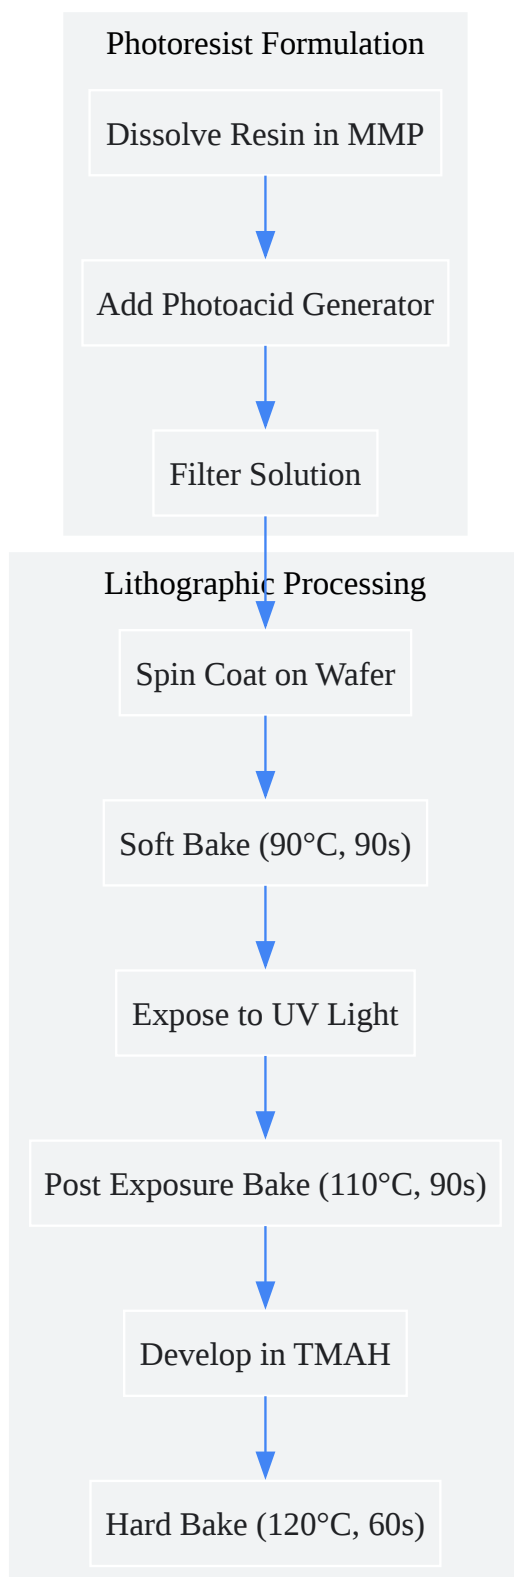 Photoresist Formulation
Dissolve Resin in MMP
Add Photoacid Generator
Filter Solution
Lithographic Processing
Spin Coat on Wafer
Soft Bake (90°C, 90s)
Expose to UV Light
Post Exposure Bake (110°C, 90s)
Develop in TMAH
Hard Bake (120°C, 60s)